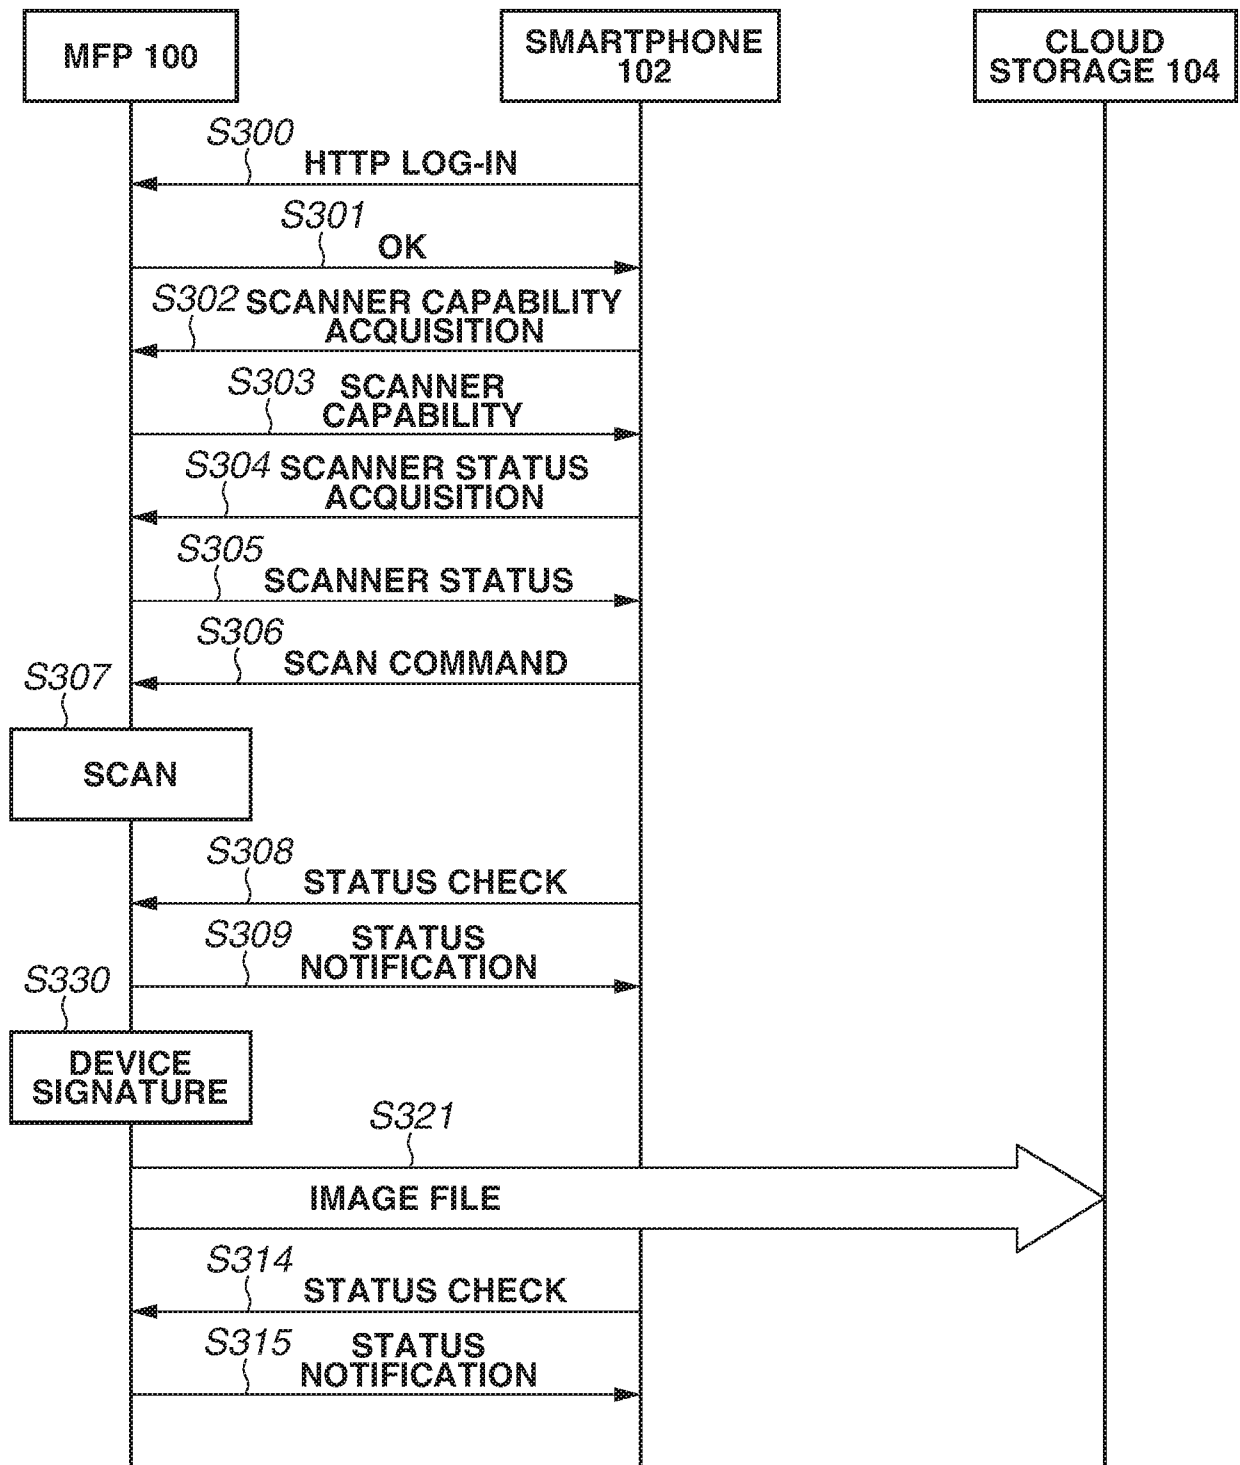 MFP 100
SMARTPHONE
102
CLOUD
STORAGE 104
S300
HTTP LOG-IN
S301
OK
S302 SCANNER CAPABILITY
ACQUISITION
S303 SCANNER
CAPABILITY
S304 SCANNER STATUS
ACQUISITION
S305
SCANNER STATUS
S306
SCAN COMMAND
S307
SCAN
S308
STATUS CHECK
S309 STATUS
NOTIFICATION
S330
DEVICE
SIGNATURE
S321
IMAGE FILE
S314
STATUS CHECK
S315 STATUS
NOTIFICATION